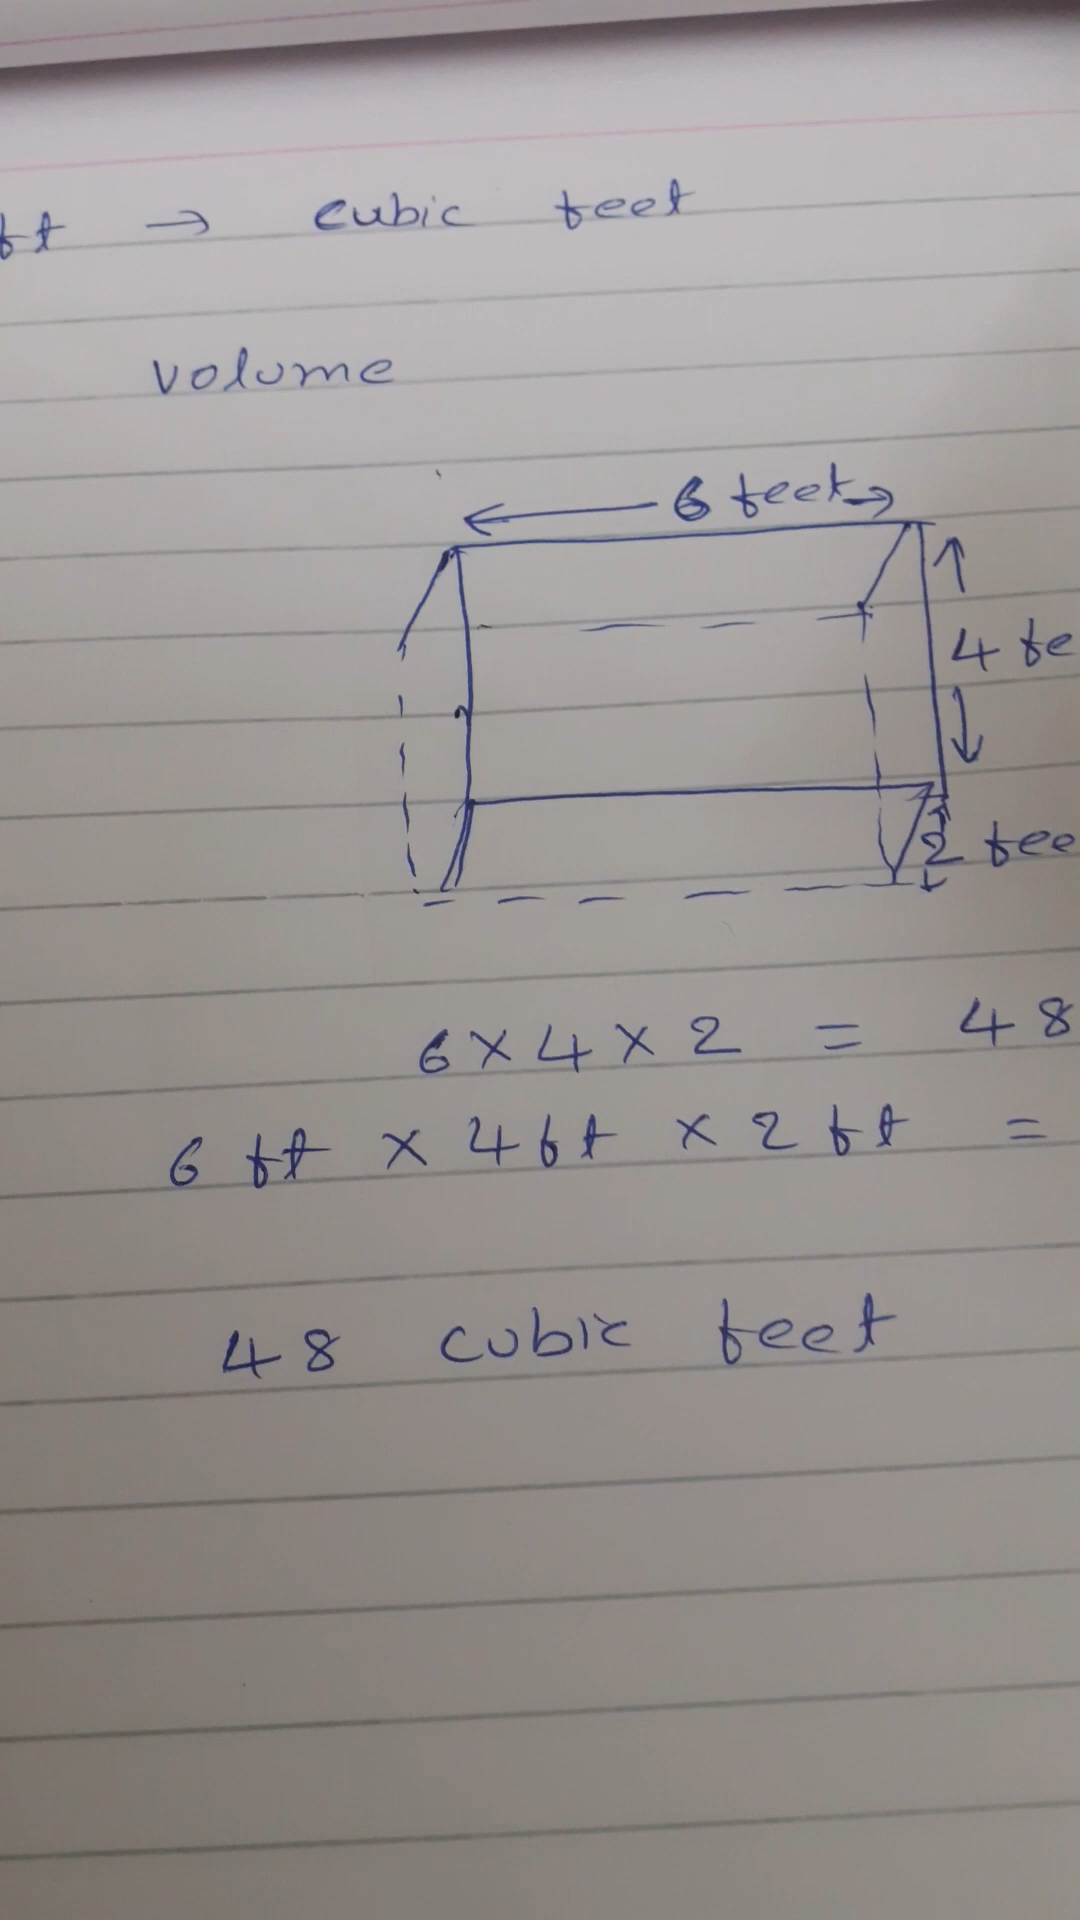 ft → cubic feet
volume
6 feet
4 fe
2 fee
6 × 4 × 2 = 48
6 ft × 4 ft × 2 ft =
48 cubic feet